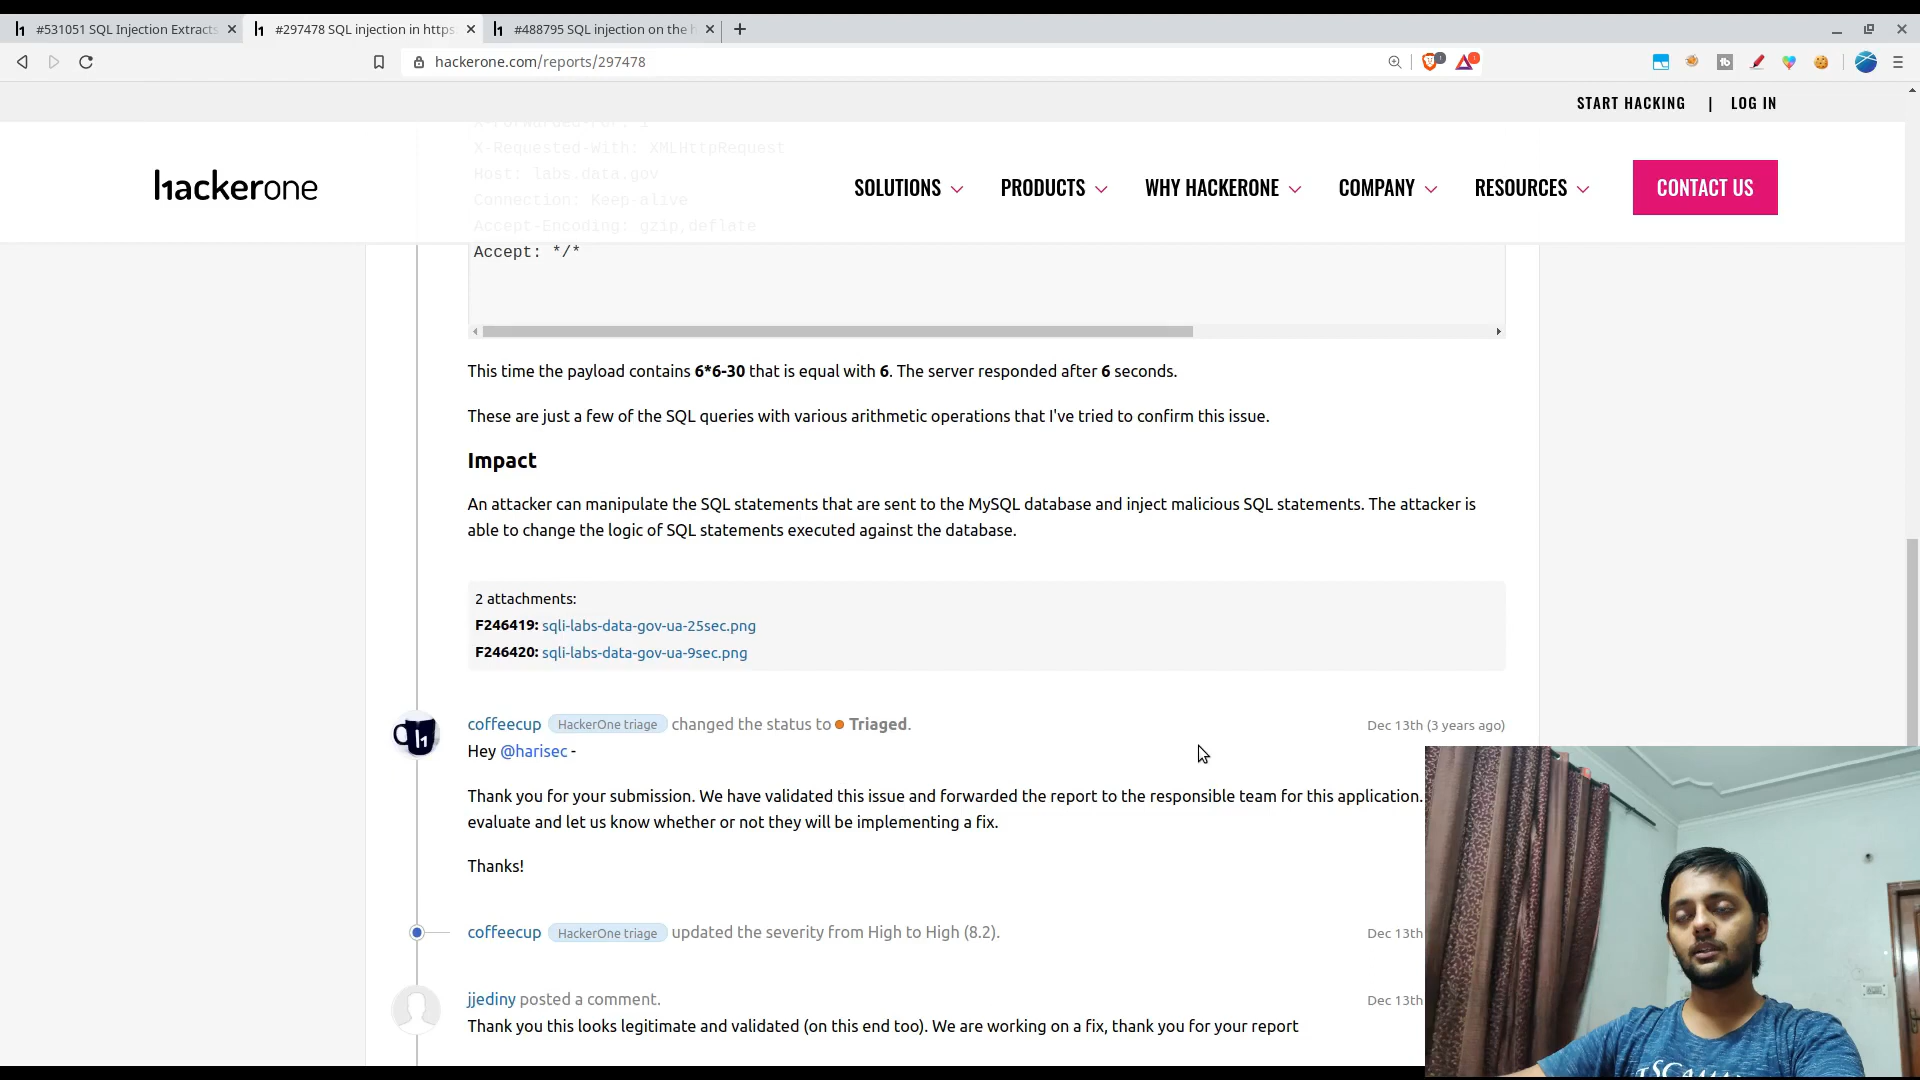 #531051 SQL Injection Extracts
#297478 SQL injection in https:
#488795 SQL injection on the h
hackerone.com/reports/297478
START HACKING | LOG IN
hackerone
SOLUTIONS
PRODUCTS
WHY HACKERONE
COMPANY
RESOURCES
CONTACT US
X-Forwarded-For: 1
X-Requested-With: XMLHttpRequest
Host: labs.data.gov
Connection: Keep-alive
Accept-Encoding: gzip,deflate
Accept: */*
This time the payload contains 6*6-30 that is equal with 6. The server responded after 6 seconds.
These are just a few of the SQL queries with various arithmetic operations that I've tried to confirm this issue.
Impact
An attacker can manipulate the SQL statements that are sent to the MySQL database and inject malicious SQL statements. The attacker is
able to change the logic of SQL statements executed against the database.
2 attachments:
F246419: sqli-labs-data-gov-ua-25sec.png
F246420: sqli-labs-data-gov-ua-9sec.png
coffeecup HackerOne triage changed the status to Triaged. Dec 13th (3 years ago)
Hey @harisec -
Thank you for your submission. We have validated this issue and forwarded the report to the responsible team for this application.
evaluate and let us know whether or not they will be implementing a fix.
Thanks!
coffeecup HackerOne triage updated the severity from High to High (8.2). Dec 13th
jjediny posted a comment. Dec 13th
Thank you this looks legitimate and validated (on this end too). We are working on a fix, thank you for your report